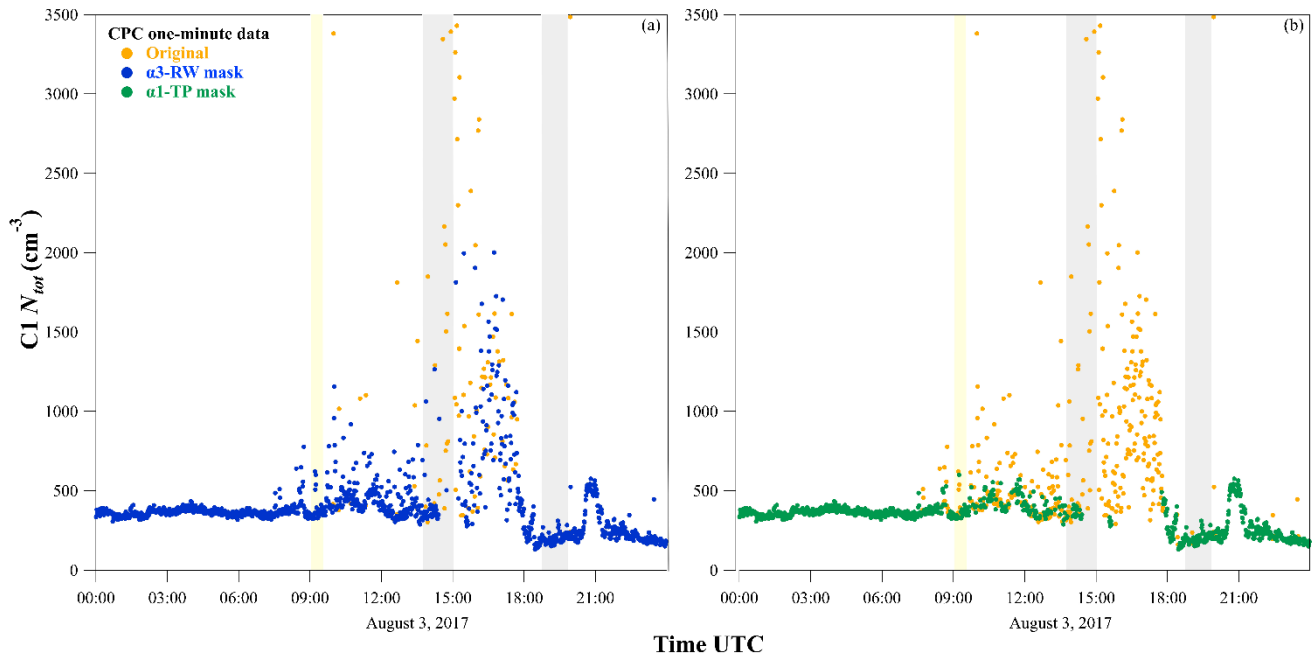 (a)
(b)
CPC one-minute data
Original
α3-RW mask
α1-TP mask
C1 Ntot (cm-3)
3500
3000
2500
2000
1500
1000
500
0
3500
3000
2500
2000
1500
1000
500
0
00:00 03:00 06:00 09:00 12:00 15:00 18:00 21:00
00:00 03:00 06:00 09:00 12:00 15:00 18:00 21:00
August 3, 2017
August 3, 2017
Time UTC